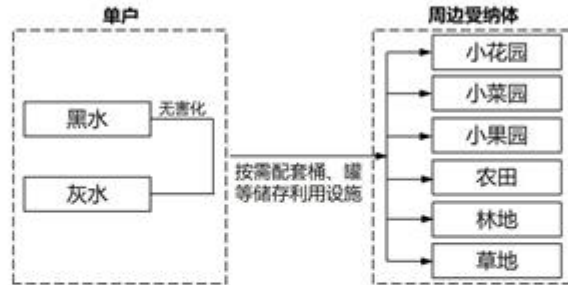 单户
黑水
无害化
灰水
按需配套桶、罐
等储存利用设施
周边受纳体
小花园
小菜园
小果园
农田
林地
草地